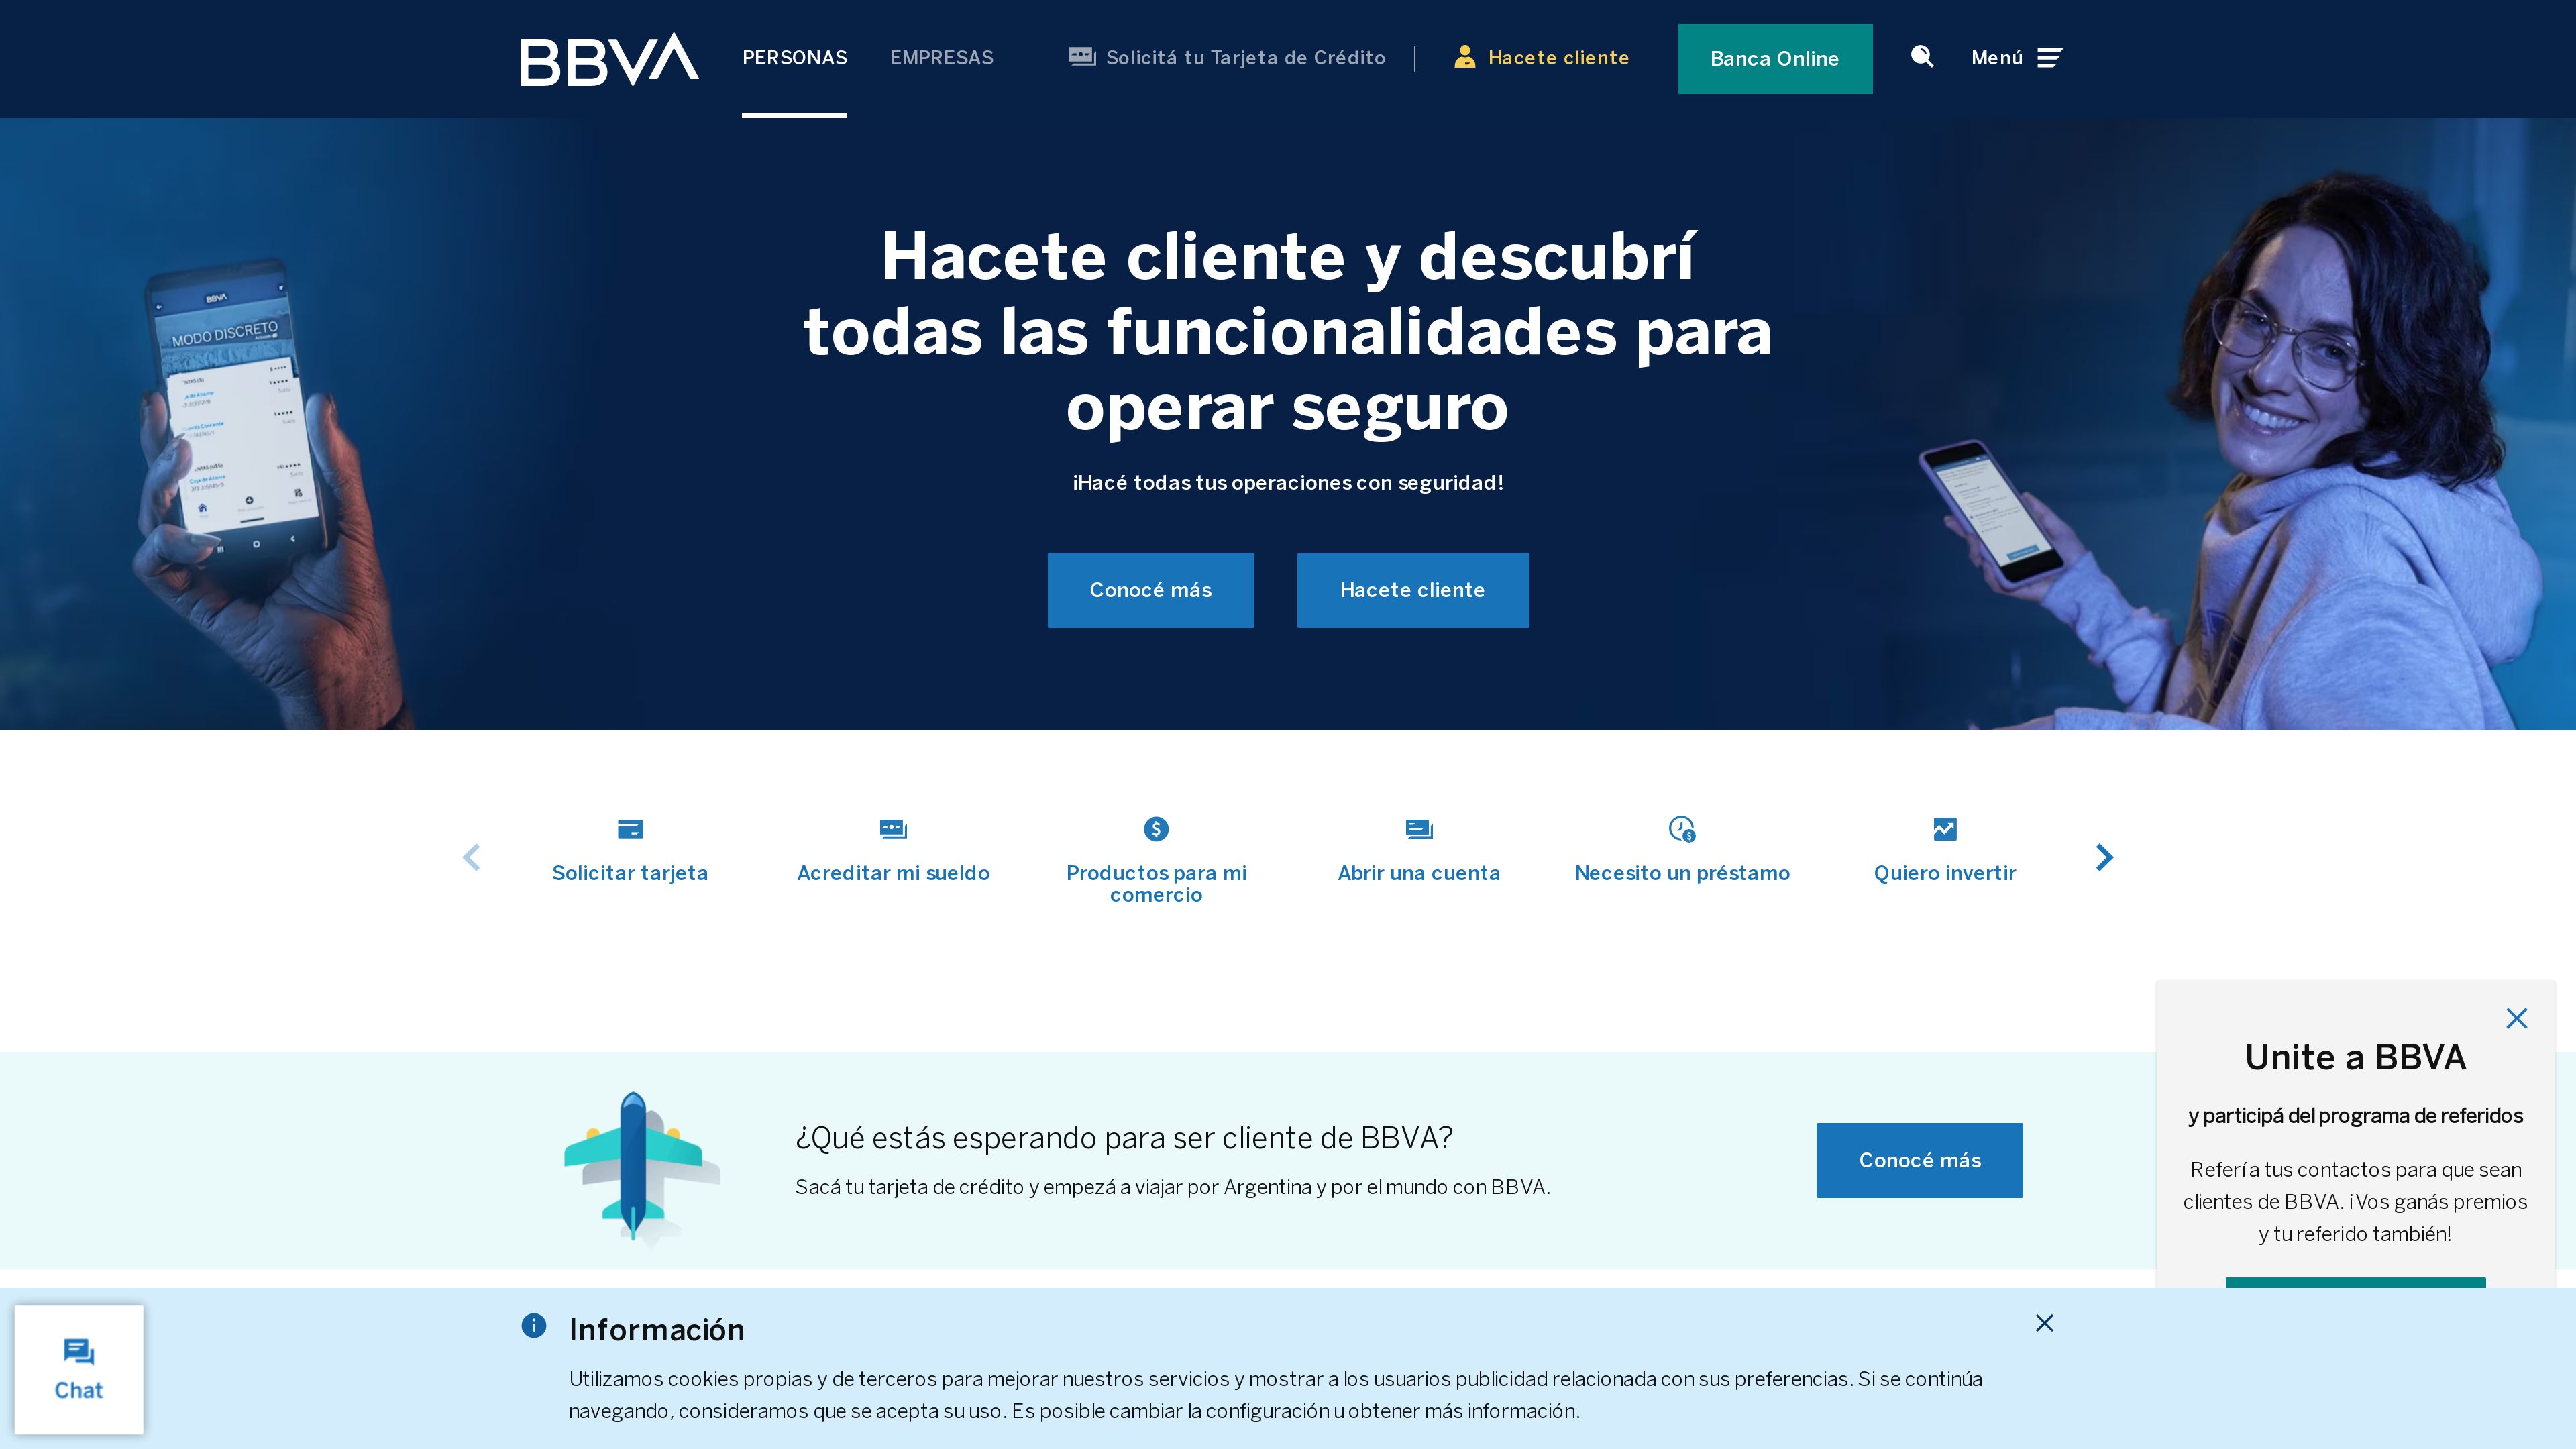 BBVA
PERSONAS
EMPRESAS
Solicitá tu Tarjeta de Crédito
Hacete cliente
Banca Online
Menú
BBVA
MODO DISCRETO
Hacete cliente y descubrí
todas las funcionalidades para
operar seguro
¡Hacé todas tus operaciones con seguridad!
Conocé más
Hacete cliente
Solicitar tarjeta
Acreditar mi sueldo
Productos para mi
comercio
Abrir una cuenta
Necesito un préstamo
Quiero invertir
¿Qué estás esperando para ser cliente de BBVA?
Sacá tu tarjeta de crédito y empezá a viajar por Argentina y por el mundo con BBVA.
Conocé más
Unite a BBVA
y participá del programa de referidos
Referí a tus contactos para que sean
clientes de BBVA. ¡Vos ganás premios
y tu referido también!
Chat
Información
Utilizamos cookies propias y de terceros para mejorar nuestros servicios y mostrar a los usuarios publicidad relacionada con sus preferencias. Si se continúa
navegando, consideramos que se acepta su uso. Es posible cambiar la configuración u obtener más información.